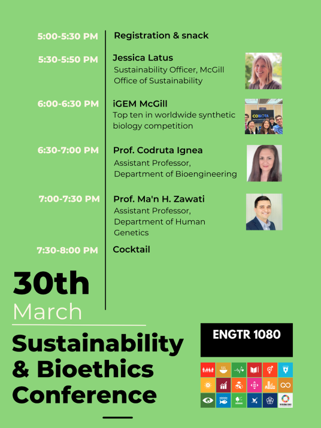 5:00-5:30 PM
Registration & snack
5:30-5:50 PM
Jessica Latus
Sustainability Officer, McGill
Office of Sustainability
6:00-6:30 PM
iGEM McGill
Top ten in worldwide synthetic
biology competition
6:30-7:00 PM
Prof. Codruta Ignea
Assistant Professor,
Department of Bioengineering
7:00-7:30 PM
Prof. Ma'n H. Zawati
Assistant Professor,
Department of Human
Genetics
7:30-8:00 PM
Cocktail
30th
March
Sustainability
& Bioethics
Conference
ENGTR 1080